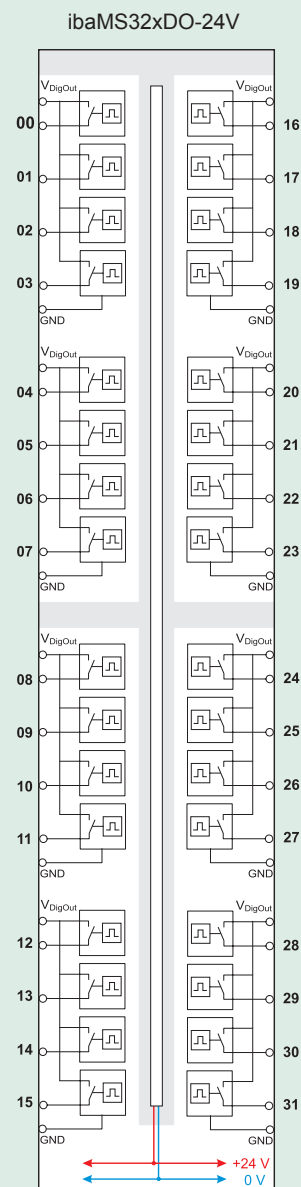 ibaMS32xDO-24V
VDigOut VDigOut
00 16
01 17
02 18
03 19
GND GND
VDigOut VDigOut
04 20
05 21
06 22
07 23
GND GND
VDigOut VDigOut
08 24
09 25
10 26
11 27
GND GND
VDigOut VDigOut
12 28
13 29
14 30
15 31
GND GND
+24 V
0 V